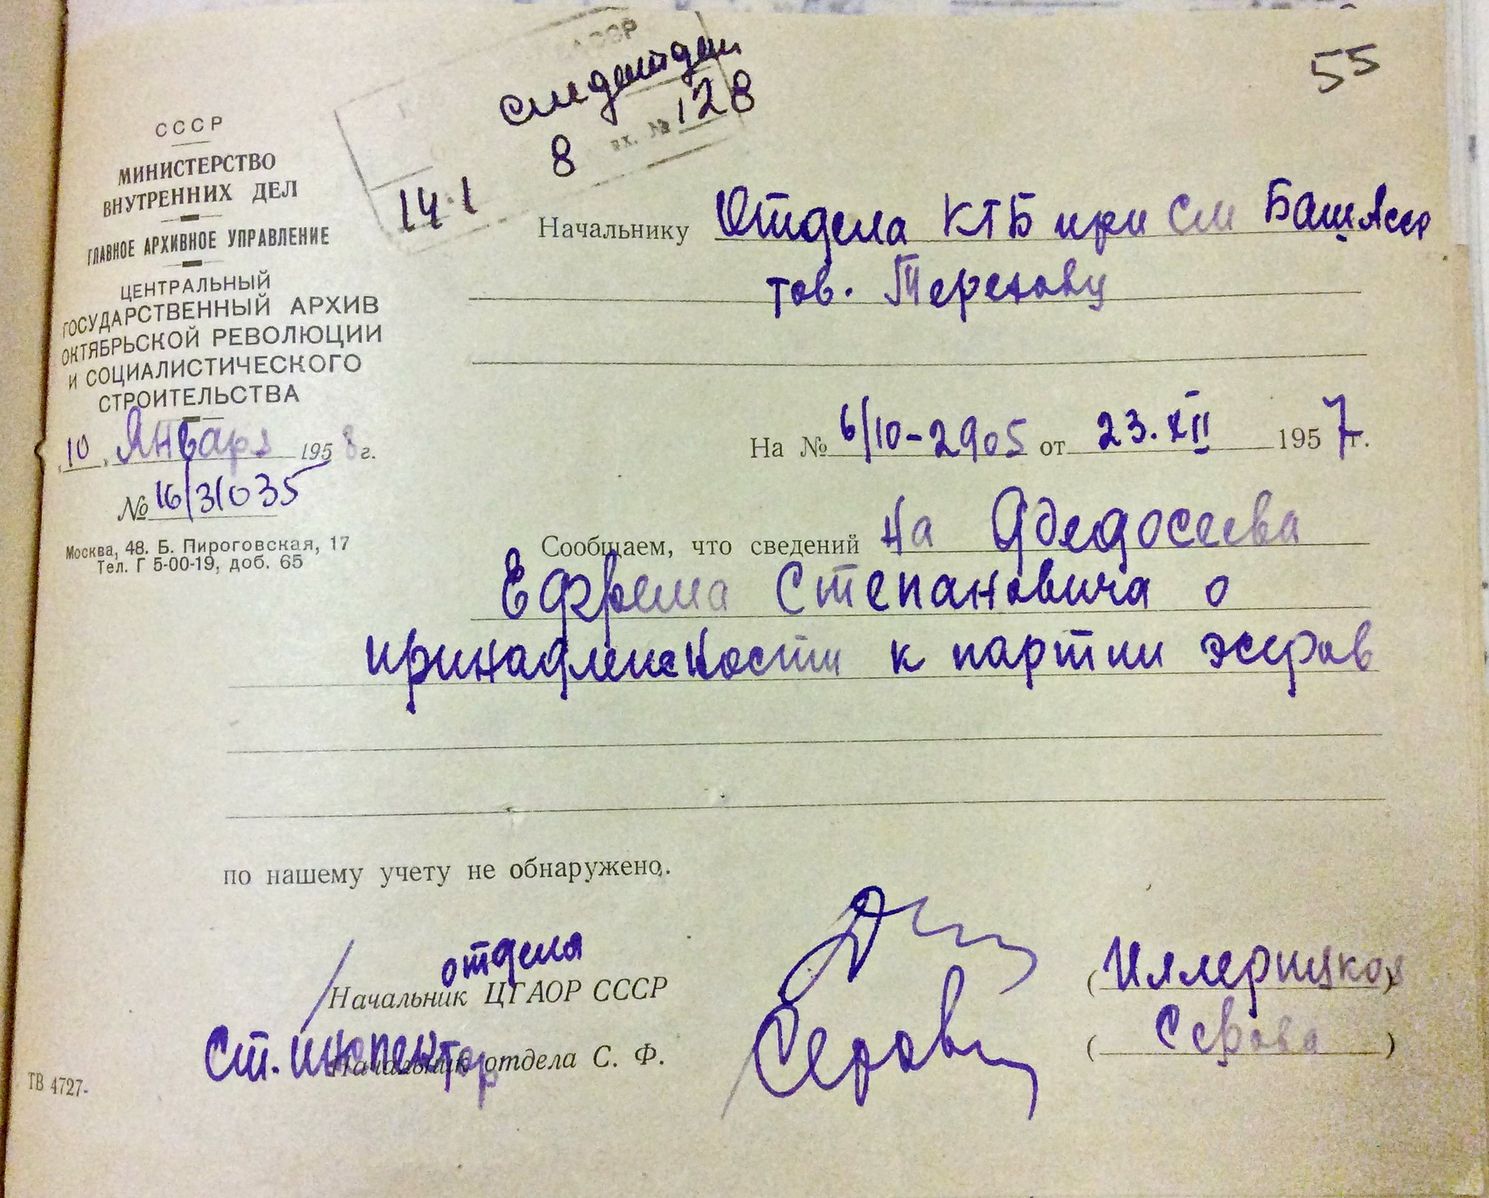 55
128
8 вх. №
14.1
СССР
МИНИСТЕРСТВО
ВНУТРЕННИХ ДЕЛ
ГЛАВНОЕ АРХИВНОЕ УПРАВЛЕНИЕ
ЦЕНТРАЛЬНЫЙ
ГОСУДАРСТВЕННЫЙ АРХИВ
ОКТЯБРЬСКОЙ РЕВОЛЮЦИИ
И СОЦИАЛИСТИЧЕСКОГО
СТРОИТЕЛЬСТВА
„10„ Января 1958 г.
№ 16/3/035
Москва, 48. Б. Пироговская, 17
Тел. Г 5-00-19, доб. 65
Начальнику Отдела КГБ при См БашАсср
тов. Терехову
На № 6/10-2905 от 23.XII 1957 г.
Сообщаем, что сведений на Ф
Ефрема Степановича о
принадлежности к партии эсеров
по нашему учету не обнаружено.
отдела
Начальник ЦГАОР СССР (Иллерицкая)
Ст. инспектор
Начальник отдела С. Ф. Серова (Серова)
ТВ 4727-